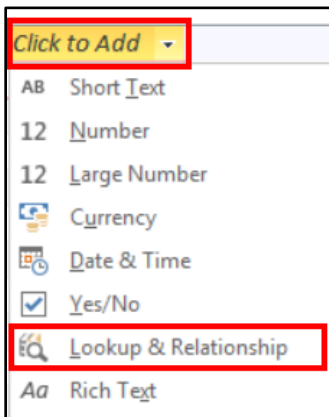 Click to Add
AB Short Text
12 Number
12 Large Number
Currency
Date & Time
Yes/No
Lookup & Relationship
Aa Rich Text